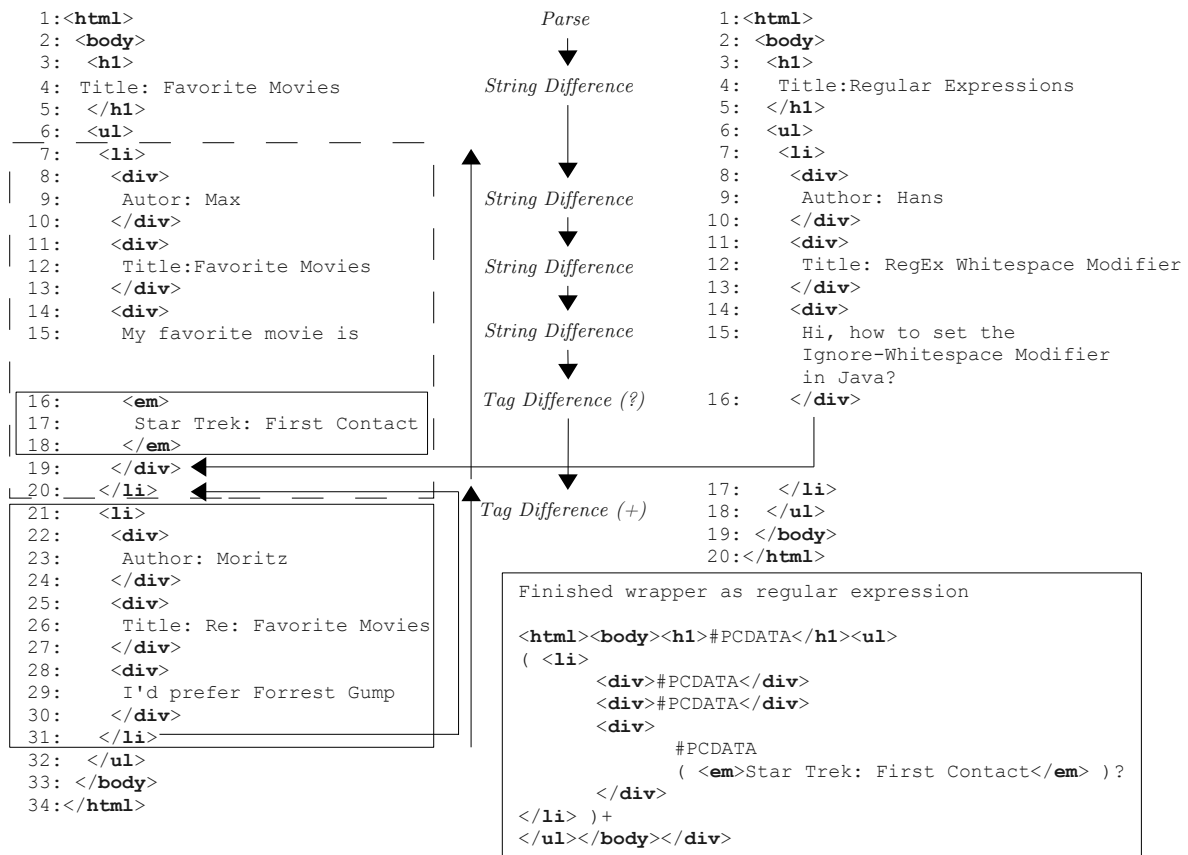 1:<html>
2: <body>
3: <h1>
4: Title: Favorite Movies
5: </h1>
6: <ul>
7: <li>
8: <div>
9: Autor: Max
10: </div>
11: <div>
12: Title:Favorite Movies
13: </div>
14: <div>
15: My favorite movie is
16: <em>
17: Star Trek: First Contact
18: </em>
19: </div>
20: </li>
21: <li>
22: <div>
23: Author: Moritz
24: </div>
25: <div>
26: Title: Re: Favorite Movies
27: </div>
28: <div>
29: I'd prefer Forrest Gump
30: </div>
31: </li>
32: </ul>
33: </body>
34:</html>
Parse
String Difference
String Difference
String Difference
String Difference
Tag Difference (?)
Tag Difference (+)
1:<html>
2: <body>
3: <h1>
4: Title:Regular Expressions
5: </h1>
6: <ul>
7: <li>
8: <div>
9: Author: Hans
10: </div>
11: <div>
12: Title: RegEx Whitespace Modifier
13: </div>
14: <div>
15: Hi, how to set the
Ignore-Whitespace Modifier
in Java?
16: </div>
17: </li>
18: </ul>
19: </body>
20:</html>
Finished wrapper as regular expression
<html><body><h1>#PCDATA</h1><ul>
( <li>
<div>#PCDATA</div>
<div>#PCDATA</div>
<div>
#PCDATA
( <em>Star Trek: First Contact</em> )?
</div>
</li> )+
</ul></body></div>